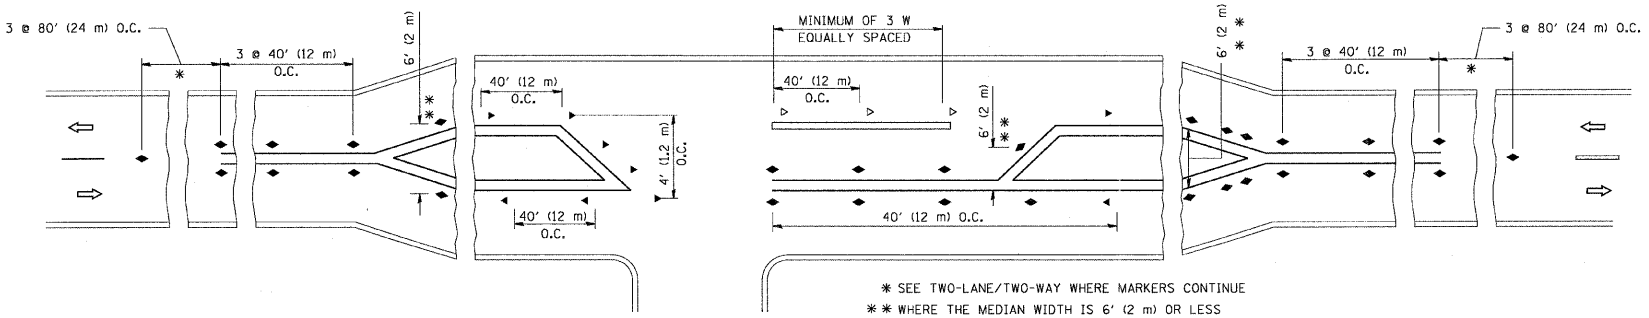 3 @ 80' (24 m) O.C.
*
3 @ 40' (12 m)
O.C.
6' (2 m)
**
40' (12 m)
O.C.
4' (1.2 m)
O.C.
40' (12 m)
O.C.
MINIMUM OF 3 W
EQUALLY SPACED
40' (12 m)
O.C.
6' (2 m)
**
40' (12 m) O.C.
6' (2 m) **
3 @ 40' (12 m)
O.C.
*
3 @ 80' (24 m) O.C.
* SEE TWO-LANE/TWO-WAY WHERE MARKERS CONTINUE
** WHERE THE MEDIAN WIDTH IS 6' (2 m) OR LESS